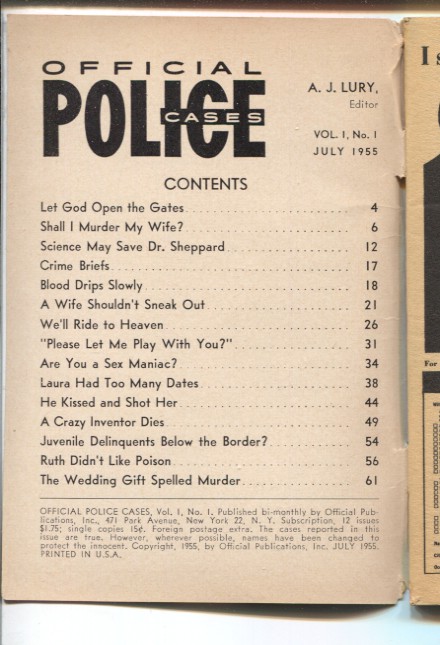 OFFICIAL
POLICE
CASES
A. J. LURY,
Editor
VOL. I, No. 1
JULY 1955
CONTENTS
Let God Open the Gates 4
Shall I Murder My Wife? 6
Science May Save Dr. Sheppard 12
Crime Briefs 17
Blood Drips Slowly 18
A Wife Shouldn't Sneak Out 21
We'll Ride to Heaven 26
"Please Let Me Play With You?" 31
Are You a Sex Maniac? 34
Laura Had Too Many Dates 38
He Kissed and Shot Her 44
A Crazy Inventor Dies 49
Juvenile Delinquents Below the Border? 54
Ruth Didn't Like Poison 56
The Wedding Gift Spelled Murder 61
OFFICIAL POLICE CASES, Vol. 1, No. 1. Published bi-monthly by Official Pub-
lications, Inc., 471 Park Avenue, New York 22, N. Y. Subscription, 12 issues
$1.75; single copies 15¢. Foreign postage extra. The cases reported in this
issue are true. However, wherever possible, names have been changed to
protect the innocent. Copyright, 1955, by Official Publications, Inc. JULY 1955.
PRINTED IN U.S.A.
I
For